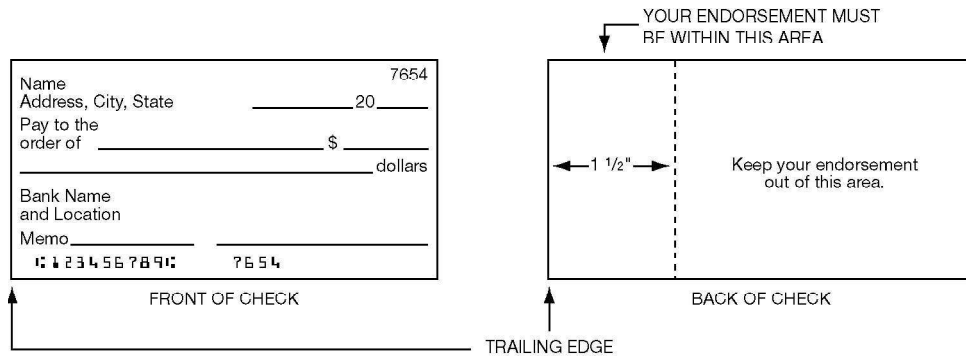 YOUR ENDORSEMENT MUST
BE WITHIN THIS AREA
7654
Name
Address, City, State 20
Pay to the
order of $
dollars
Bank Name
and Location
Memo
⑆123456789⑆ 7654
FRONT OF CHECK
1 ½"
Keep your endorsement
out of this area.
BACK OF CHECK
TRAILING EDGE